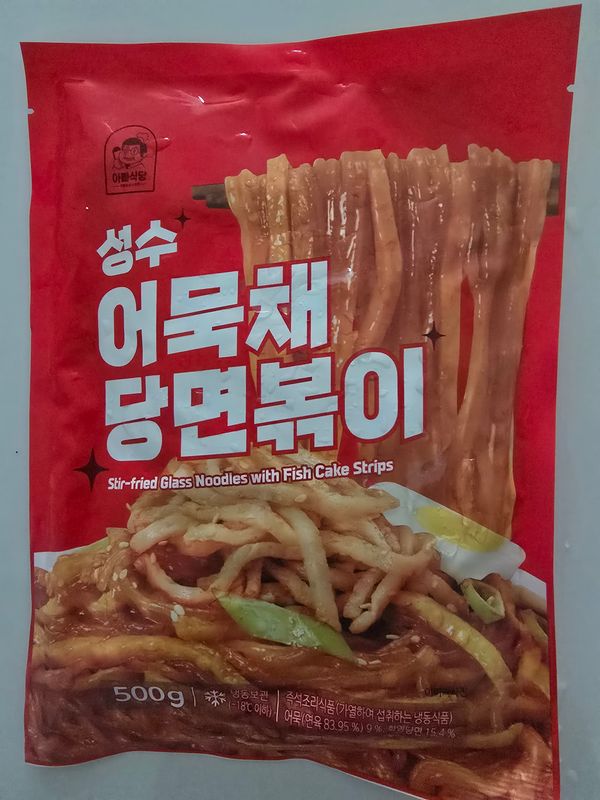 아빠식당
성수
어묵채
당면볶이
Stir-fried Glass Noodles with Fish Cake Strips
500g
냉동보관
(-18℃ 이하)
즉석조리식품(가열하여 섭취하는 냉동식품)
어묵(연육 83.95 %) 9 %, 당면 15.4 %